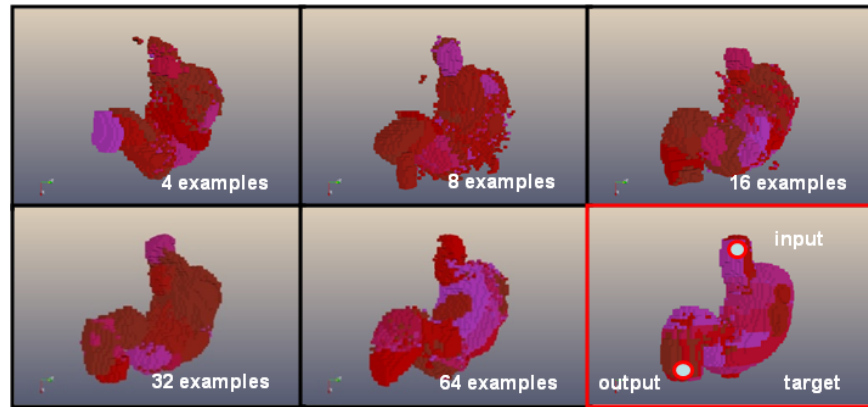 4 examples
8 examples
16 examples
32 examples
64 examples
input
output
target